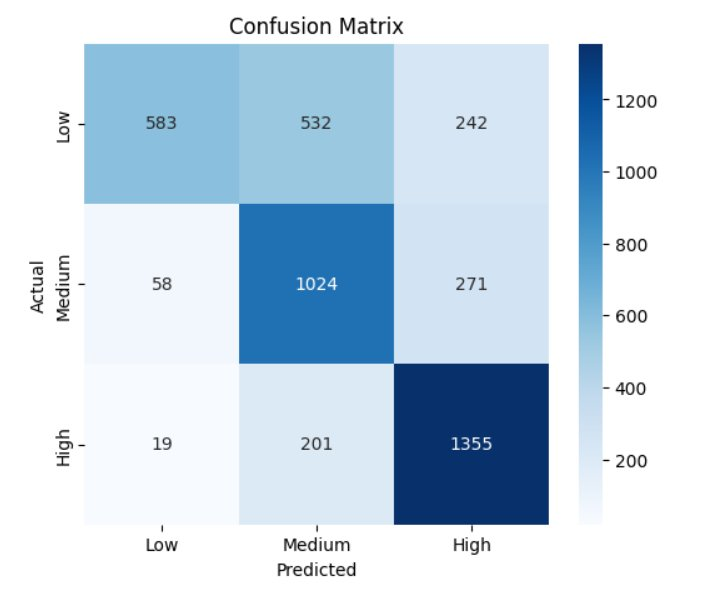 Confusion Matrix
Low 583 532 242
Medium 58 1024 271
High 19 201 1355
Actual
Low Medium High
Predicted
1200
1000
800
600
400
200